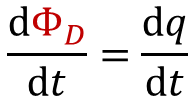 dΦ_D/dt = dq/dt